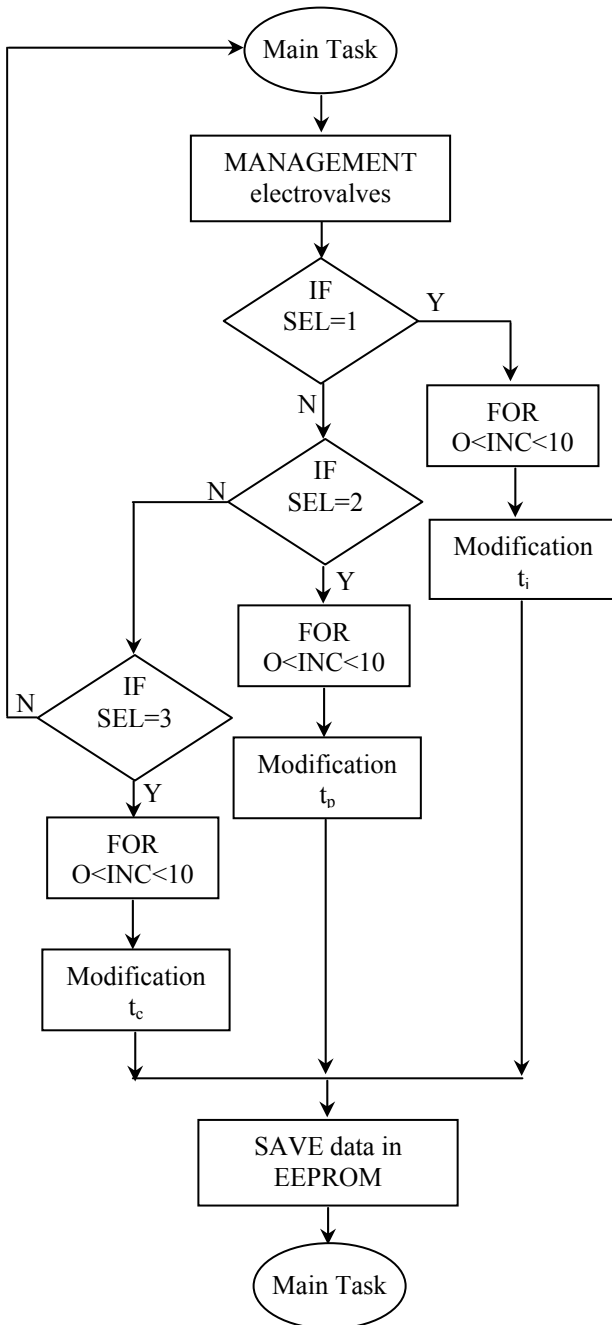 Main Task
MANAGEMENT
electrovalves
IF
SEL=1
Y
N
FOR
O<INC<10
IF
SEL=2
N
Y
Modification
tᵢ
FOR
O<INC<10
IF
SEL=3
N
Y
Modification
tₚ
FOR
O<INC<10
Modification
t꜀
SAVE data in
EEPROM
Main Task